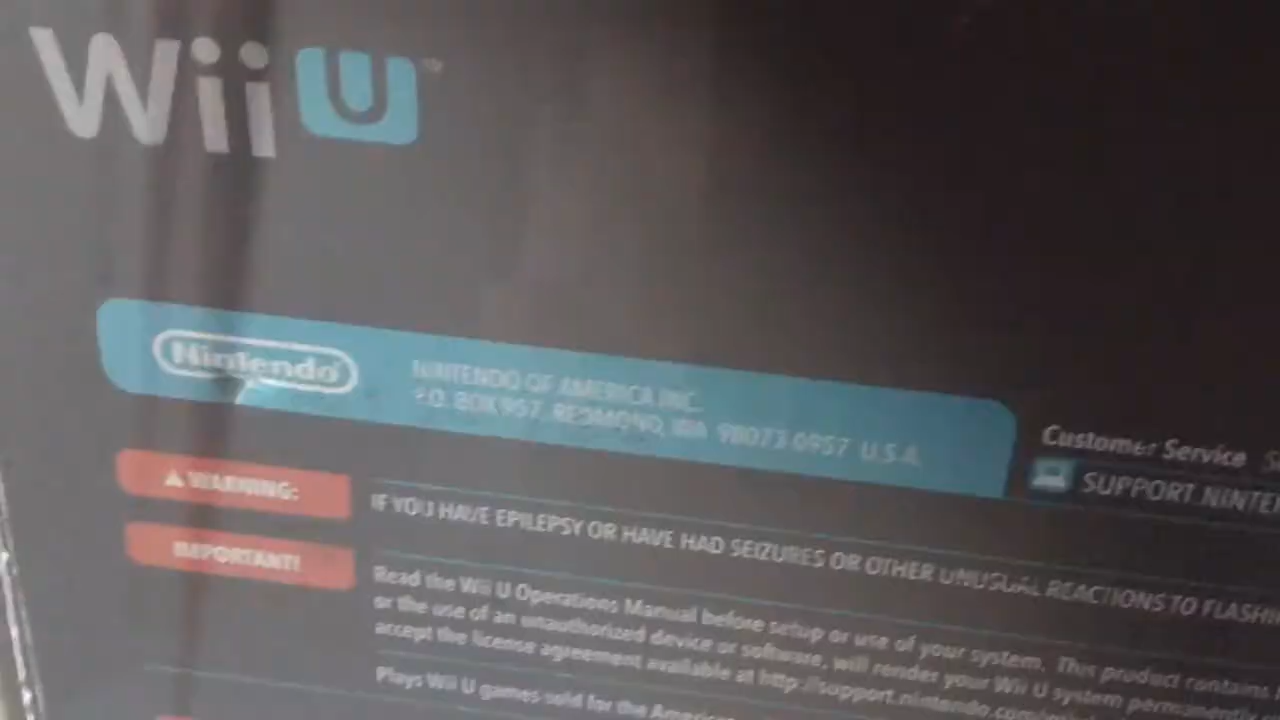 Wii U™
Nintendo
NINTENDO OF AMERICA INC.
P.O. BOX 957, REDMOND, WA 98073-0957 U.S.A.
Customer Service
SUPPORT.NINTE
WARNING:
IF YOU HAVE EPILEPSY OR HAVE HAD SEIZURES OR OTHER UNUSUAL REACTIONS TO FLASHI
IMPORTANT!
Read the Wii U Operations Manual before setup or use of your system. This product contains
or the use of an unauthorized device or software, will render your Wii U system permanently
accept the license agreement available at http://support.nintendo.com
Plays Wii U games sold for the America